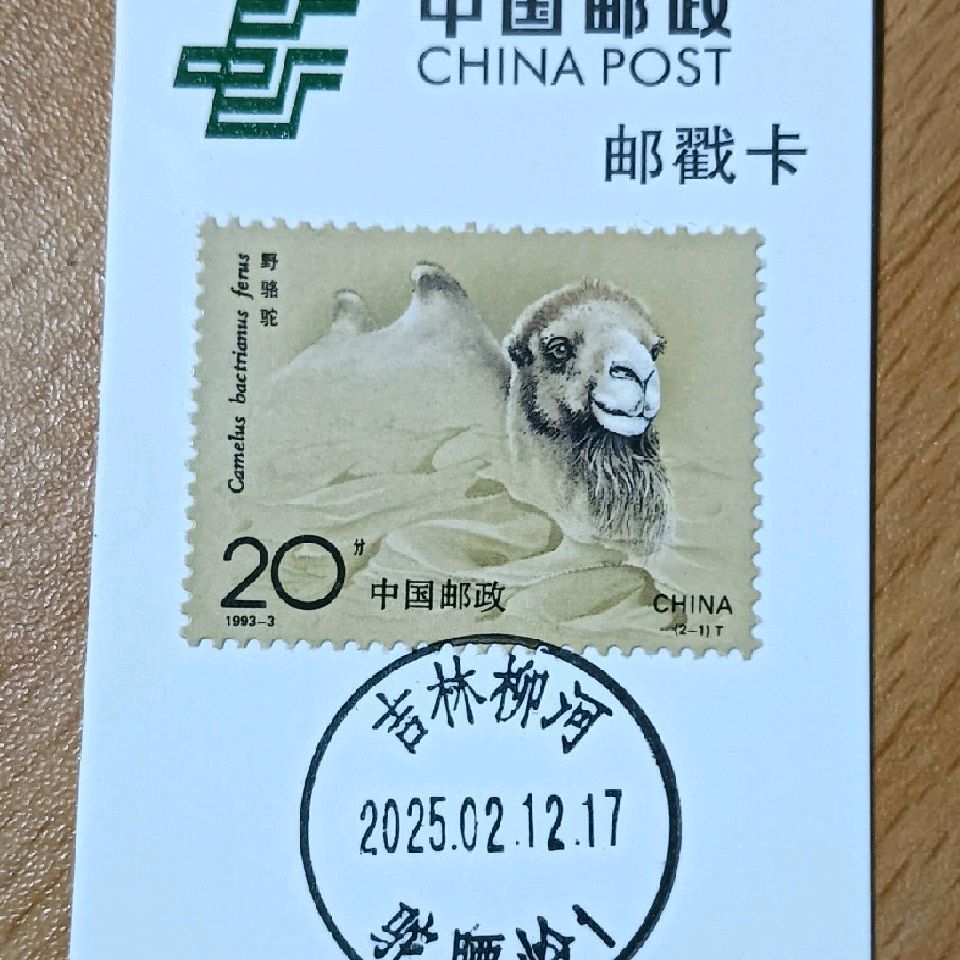 中国邮政
CHINA POST
邮戳卡
野骆驼
Camelus bactrianus ferus
20分
中国邮政
CHINA
1993-3
(2-1) T
吉林柳河
2025.02.12.17